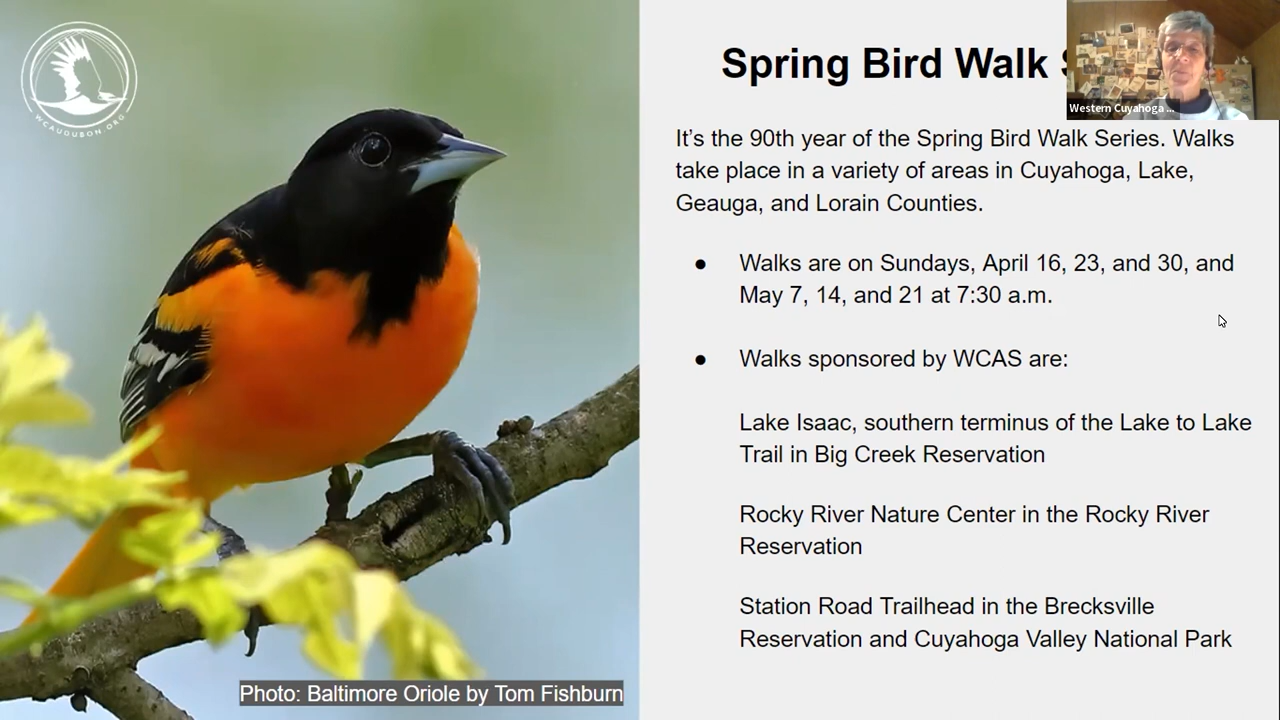 WCAUDUBON.ORG
Spring Bird Walk
Western Cuyahoga ...
It’s the 90th year of the Spring Bird Walk Series. Walks
take place in a variety of areas in Cuyahoga, Lake,
Geauga, and Lorain Counties.
● Walks are on Sundays, April 16, 23, and 30, and
May 7, 14, and 21 at 7:30 a.m.
● Walks sponsored by WCAS are:
Lake Isaac, southern terminus of the Lake to Lake
Trail in Big Creek Reservation
Rocky River Nature Center in the Rocky River
Reservation
Station Road Trailhead in the Brecksville
Reservation and Cuyahoga Valley National Park
Photo: Baltimore Oriole by Tom Fishburn